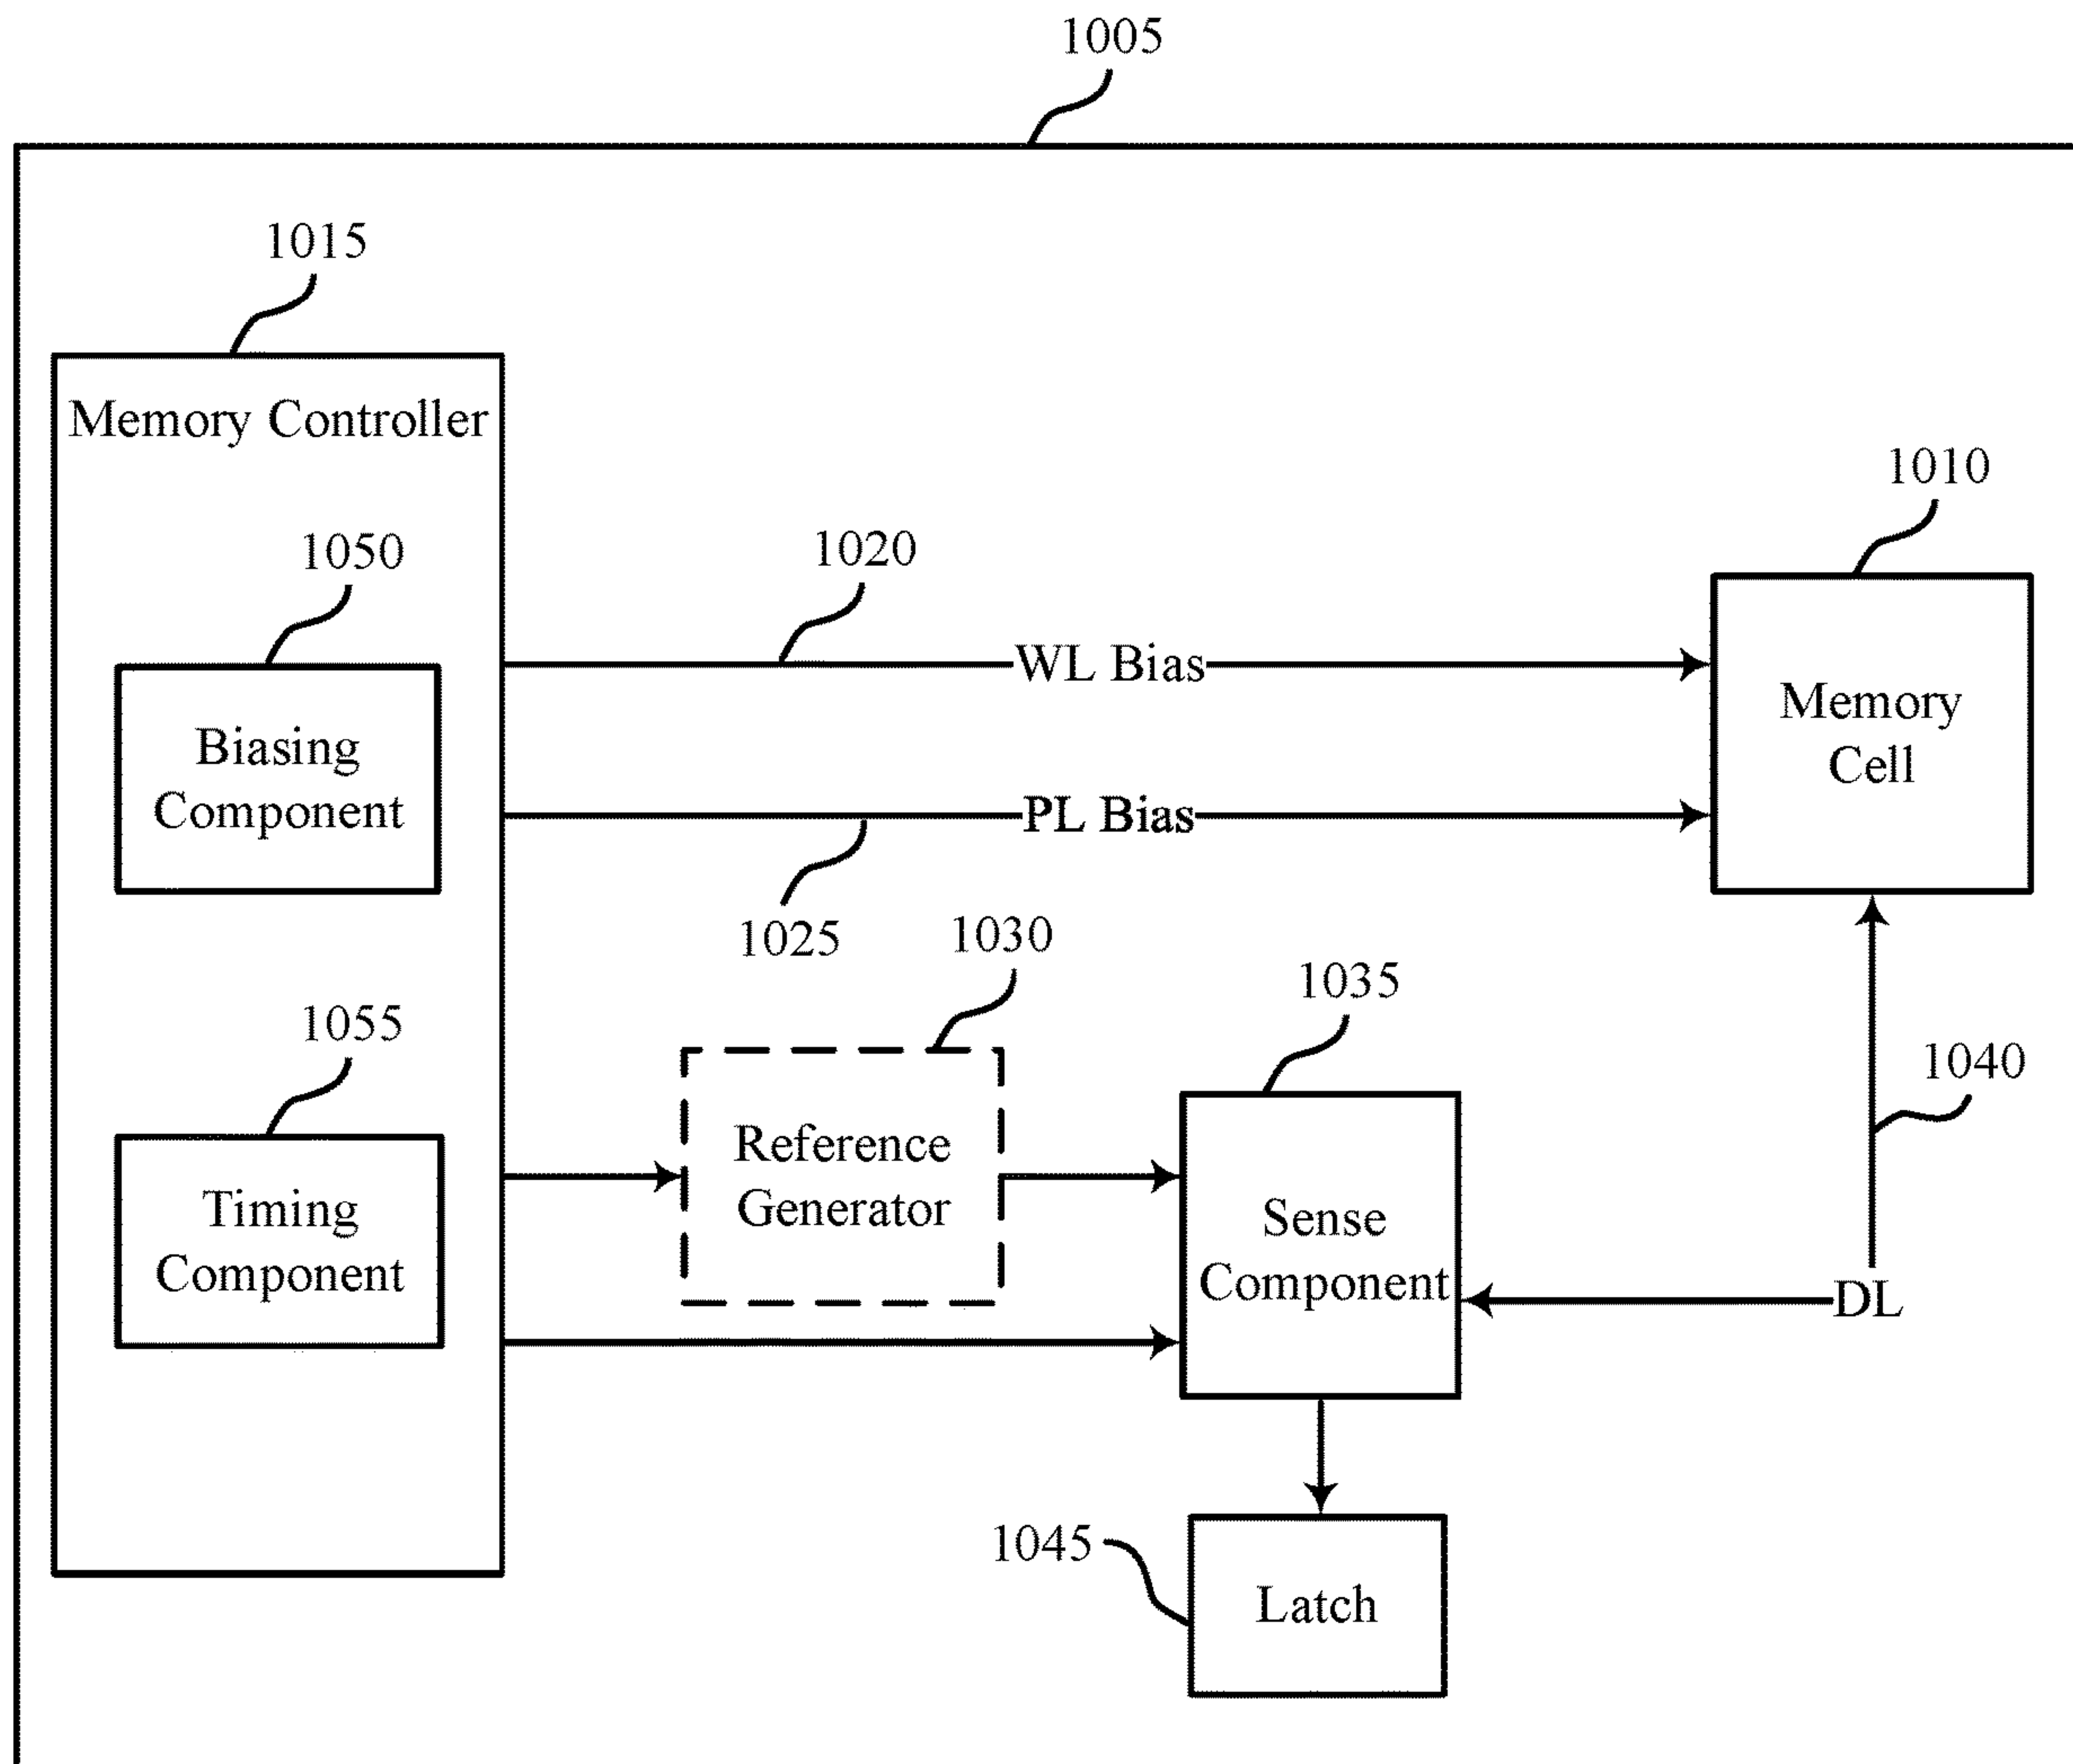 1005
1015
Memory Controller
1010
1050
1020
WL Bias
Memory
Cell
Biasing
Component
PL Bias
1025
1030
1035
1055
1040
Reference
Generator
Timing
Component
Sense
Component
DL
1045
Latch